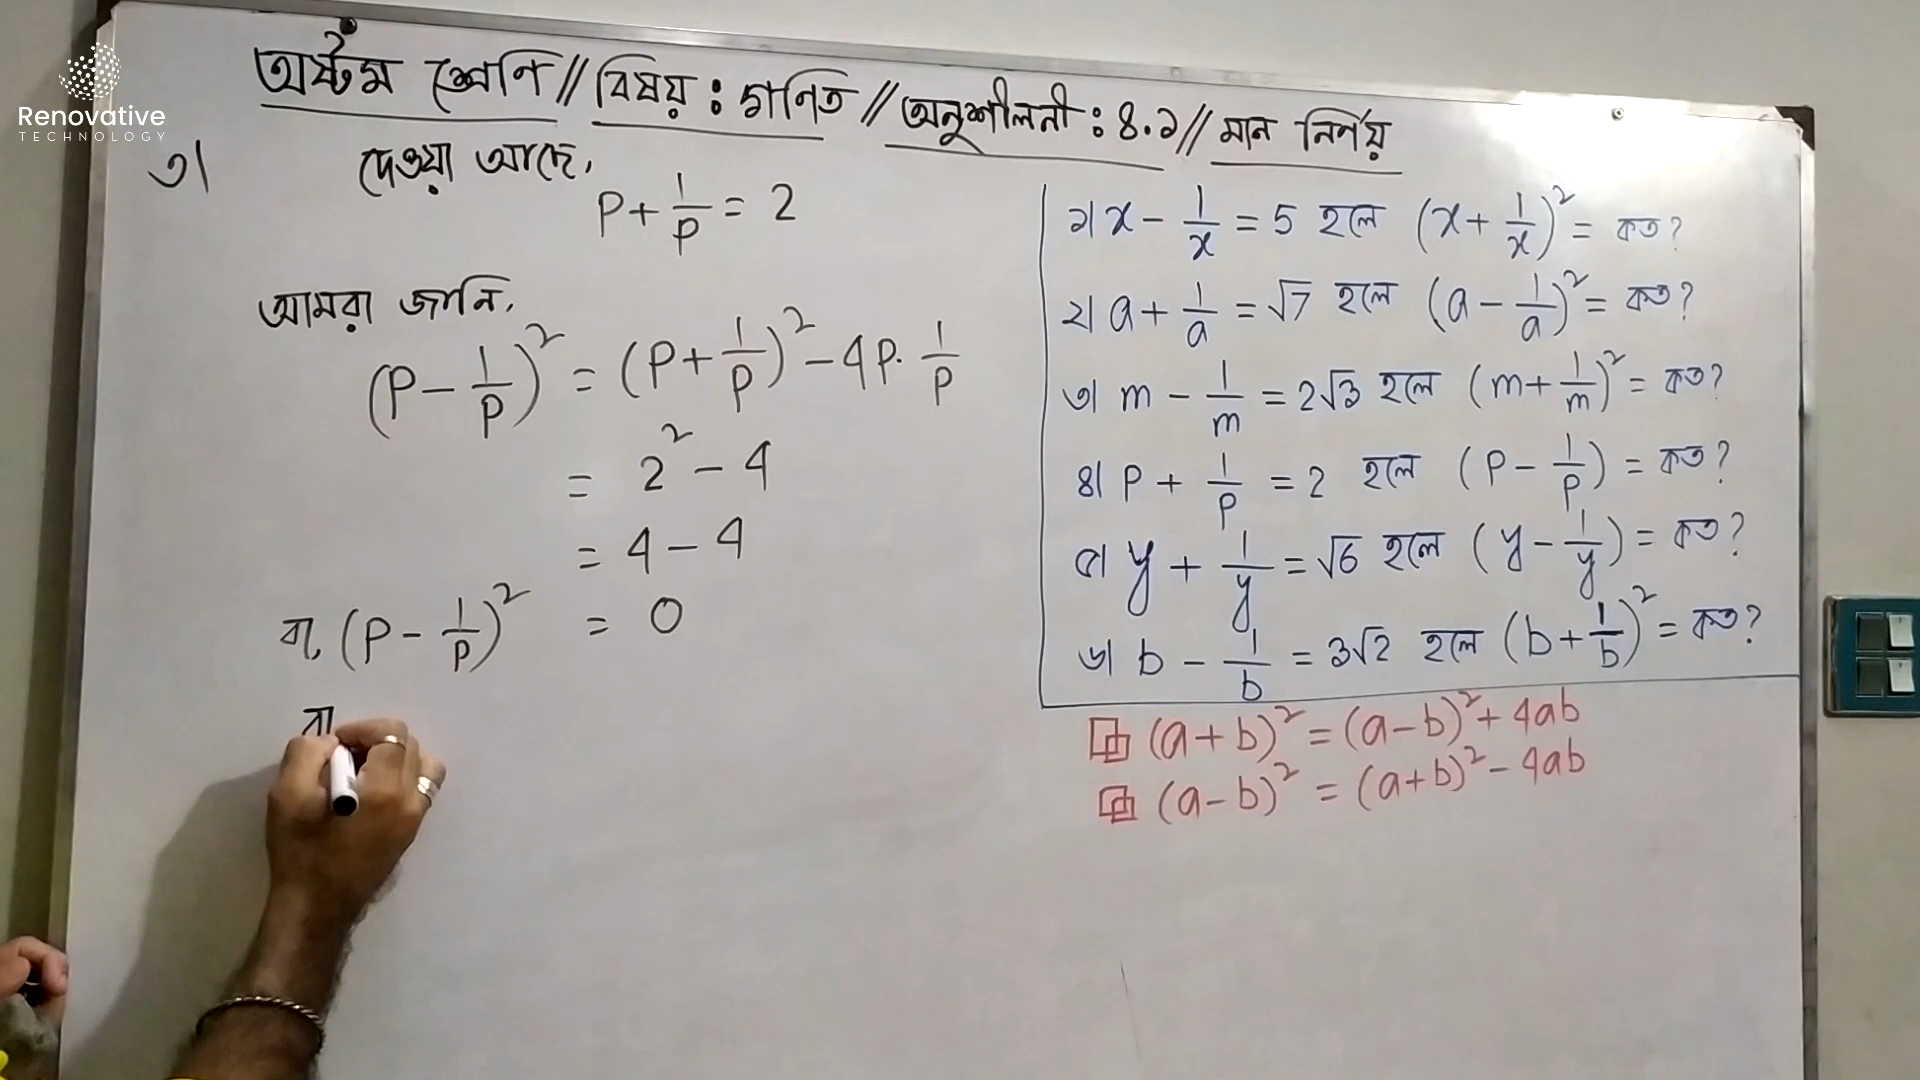 Renovative
TECHNOLOGY
অষ্টম শ্রেণি // বিষয় : গণিত // অনুশীলনী : ৪.১ // মান নির্ণয়
৩। দেওয়া আছে,
P + 1/P = 2
আমরা জানি,
(P - 1/P)² = (P + 1/P)² - 4P. 1/P
= 2² - 4
= 4 - 4
বা, (P - 1/P)² = 0
বা
১। x - 1/x = 5 হলে (x + 1/x)² = কত?
২। a + 1/a = √7 হলে (a - 1/a)² = কত?
৩। m - 1/m = 2√3 হলে (m + 1/m)² = কত?
৪। P + 1/P = 2 হলে (P - 1/P) = কত?
৫। y + 1/y = √6 হলে (y - 1/y) = কত?
৬। b - 1/b = 3√2 হলে (b + 1/b)² = কত?
(a+b)² = (a-b)² + 4ab
(a-b)² = (a+b)² - 4ab